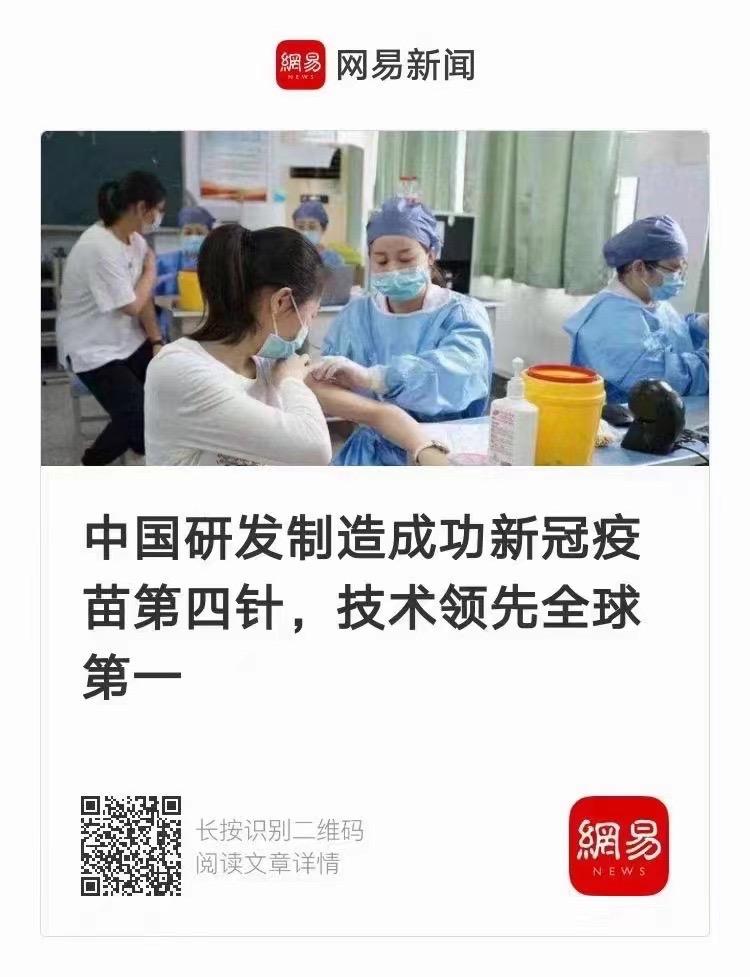 網易
NEWS
网易新闻
中国研发制造成功新冠疫
苗第四针，技术领先全球
第一
长按识别二维码
阅读文章详情
網易
NEWS